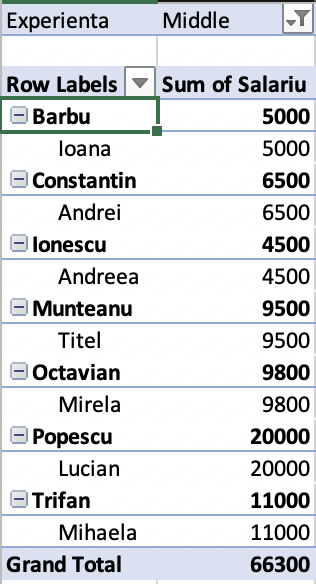 Experienta Middle
Row Labels Sum of Salariu
Barbu 5000
Ioana 5000
Constantin 6500
Andrei 6500
Ionescu 4500
Andreea 4500
Munteanu 9500
Titel 9500
Octavian 9800
Mirela 9800
Popescu 20000
Lucian 20000
Trifan 11000
Mihaela 11000
Grand Total 66300